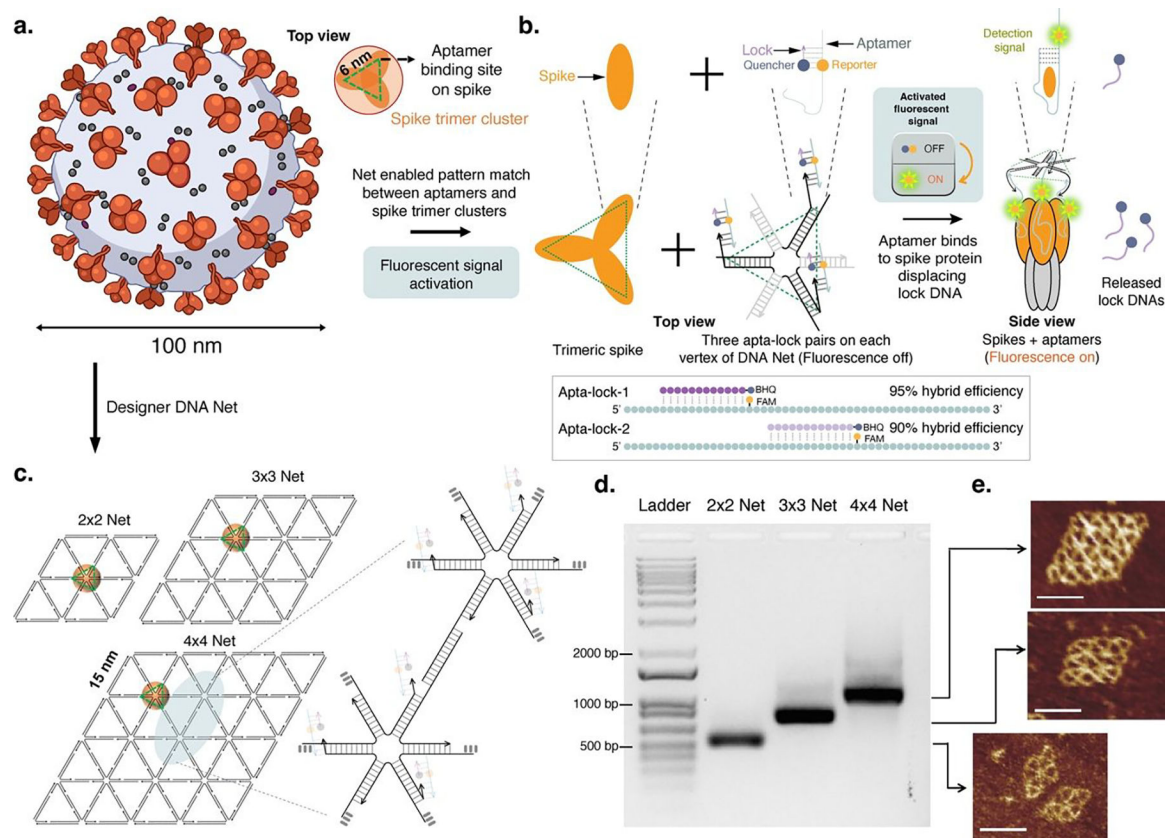 a.
Top view
6 nm
Aptamer
binding site
on spike
Spike trimer cluster
Net enabled pattern match
between aptamers and
spike trimer clusters
Fluorescent signal
activation
100 nm
Designer DNA Net
b.
Spike
Lock
Aptamer
Quencher
Reporter
Detection
signal
Activated
fluorescent
signal
OFF
ON
Aptamer binds
to spike protein
displacing
lock DNA
Released
lock DNAs
Top view
Side view
Trimeric spike
Three apta-lock pairs on each
vertex of DNA Net (Fluorescence off)
Spikes + aptamers
(Fluorescence on)
Apta-lock-1
BHQ
95% hybrid efficiency
FAM
5'
3'
Apta-lock-2
BHQ
90% hybrid efficiency
FAM
5'
3'
c.
3x3 Net
2x2 Net
4x4 Net
15 nm
d.
Ladder
2x2 Net
3x3 Net
4x4 Net
2000 bp
1000 bp
500 bp
e.